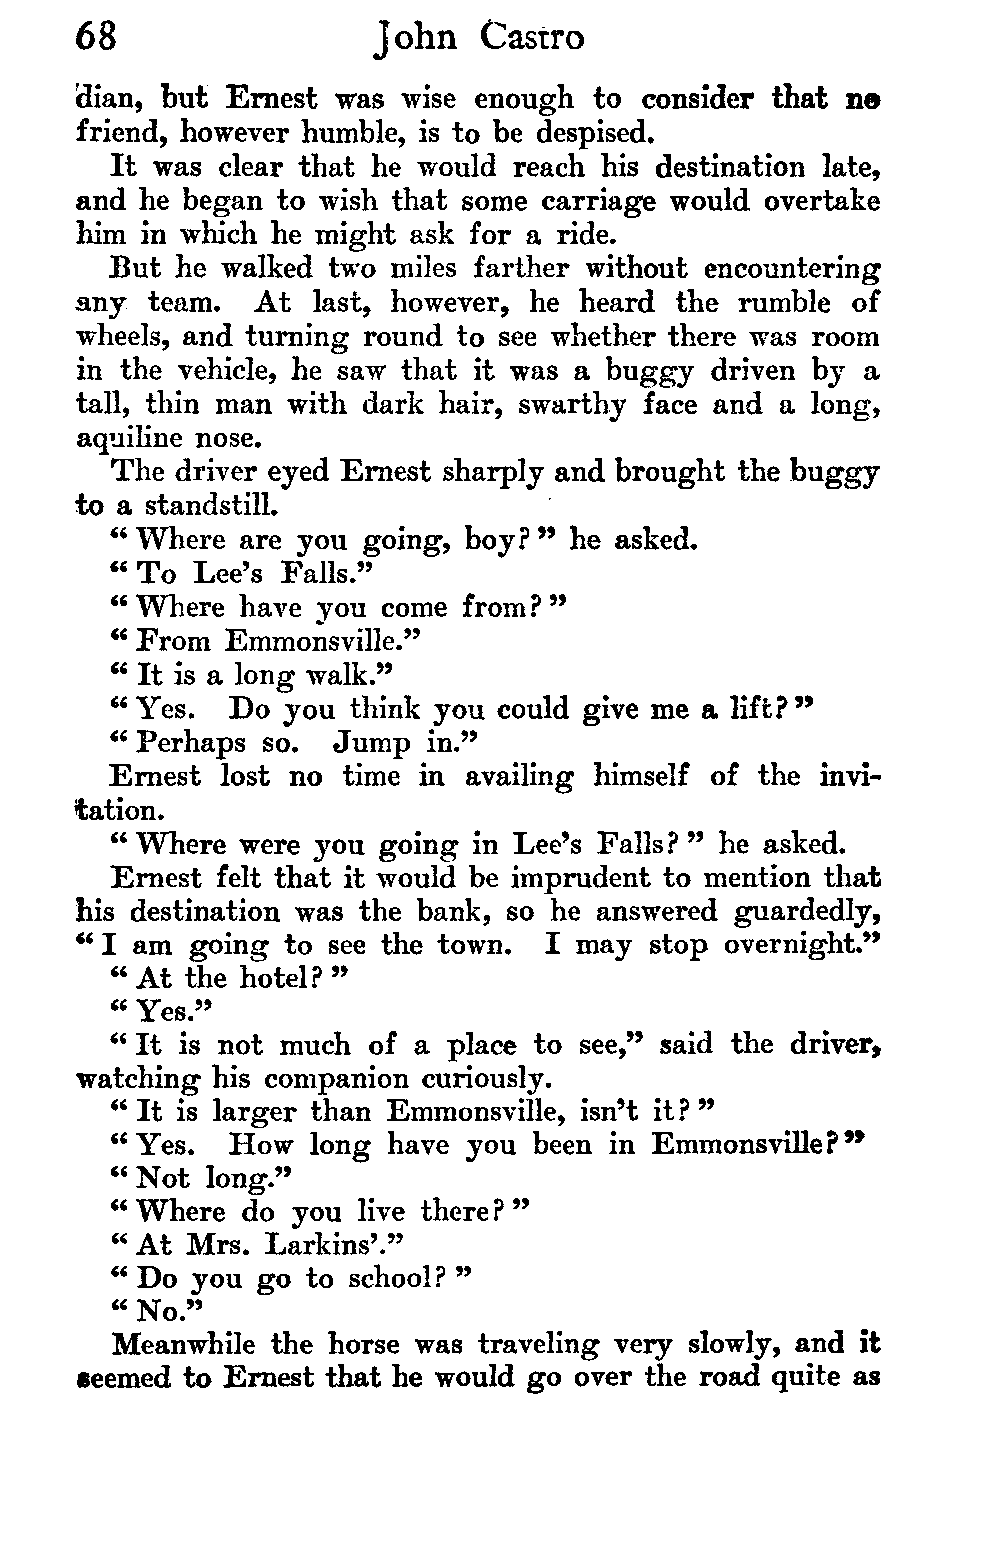 68 John Castro
dian, but Ernest was wise enough to consider that no
friend, however humble, is to be despised.
It was clear that he would reach his destination late,
and he began to wish that some carriage would overtake
him in which he might ask for a ride.
But he walked two miles farther without encountering
any team. At last, however, he heard the rumble of
wheels, and turning round to see whether there was room
in the vehicle, he saw that it was a buggy driven by a
tall, thin man with dark hair, swarthy face and a long,
aquiline nose.
The driver eyed Ernest sharply and brought the buggy
to a standstill.
“Where are you going, boy?” he asked.
“To Lee’s Falls.”
“Where have you come from?”
“From Emmonsville.”
“It is a long walk.”
“Yes. Do you think you could give me a lift?”
“Perhaps so. Jump in.”
Ernest lost no time in availing himself of the invi-
tation.
“Where were you going in Lee’s Falls?” he asked.
Ernest felt that it would be imprudent to mention that
his destination was the bank, so he answered guardedly,
“I am going to see the town. I may stop overnight.”
“At the hotel?”
“Yes.”
“It is not much of a place to see,” said the driver,
watching his companion curiously.
“It is larger than Emmonsville, isn’t it?”
“Yes. How long have you been in Emmonsville?”
“Not long.”
“Where do you live there?”
“At Mrs. Larkins’.”
“Do you go to school?”
“No.”
Meanwhile the horse was traveling very slowly, and it
seemed to Ernest that he would go over the road quite as